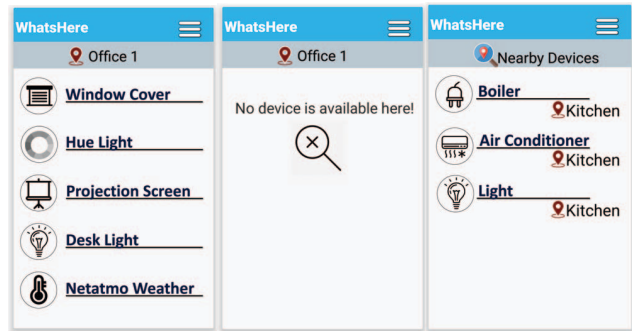 WhatsHere
Office 1
Window Cover
Hue Light
Projection Screen
Desk Light
Netatmo Weather
WhatsHere
Office 1
No device is available here!
WhatsHere
Nearby Devices
Boiler
Kitchen
Air Conditioner
Kitchen
Light
Kitchen